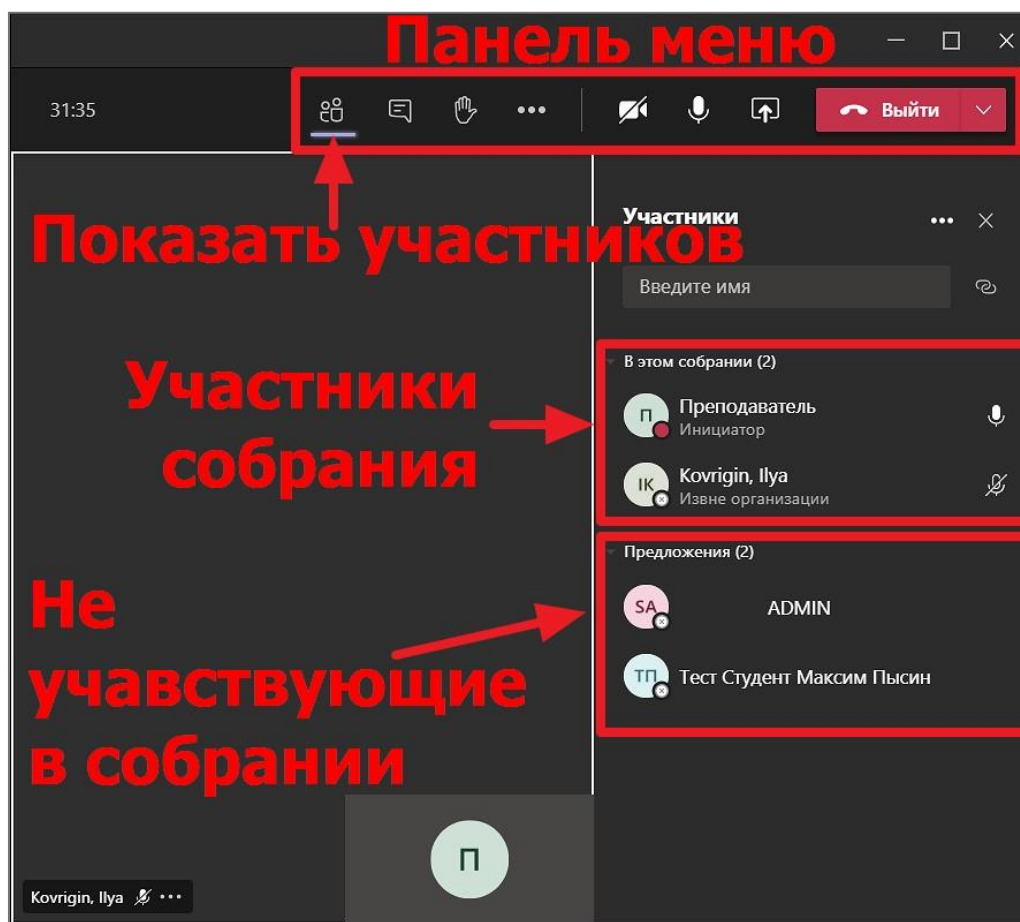 Панель меню
31:35
Выйти
Показать участников
Участники
Введите имя
Участники
собрания
В этом собрании (2)
П
Преподаватель
Инициатор
IK
Kovrigin, Ilya
Извне организации
Не
учавствующие
в собрании
Предложения (2)
SA
ADMIN
ТП
Тест Студент Максим Пысин
П
Kovrigin, Ilya